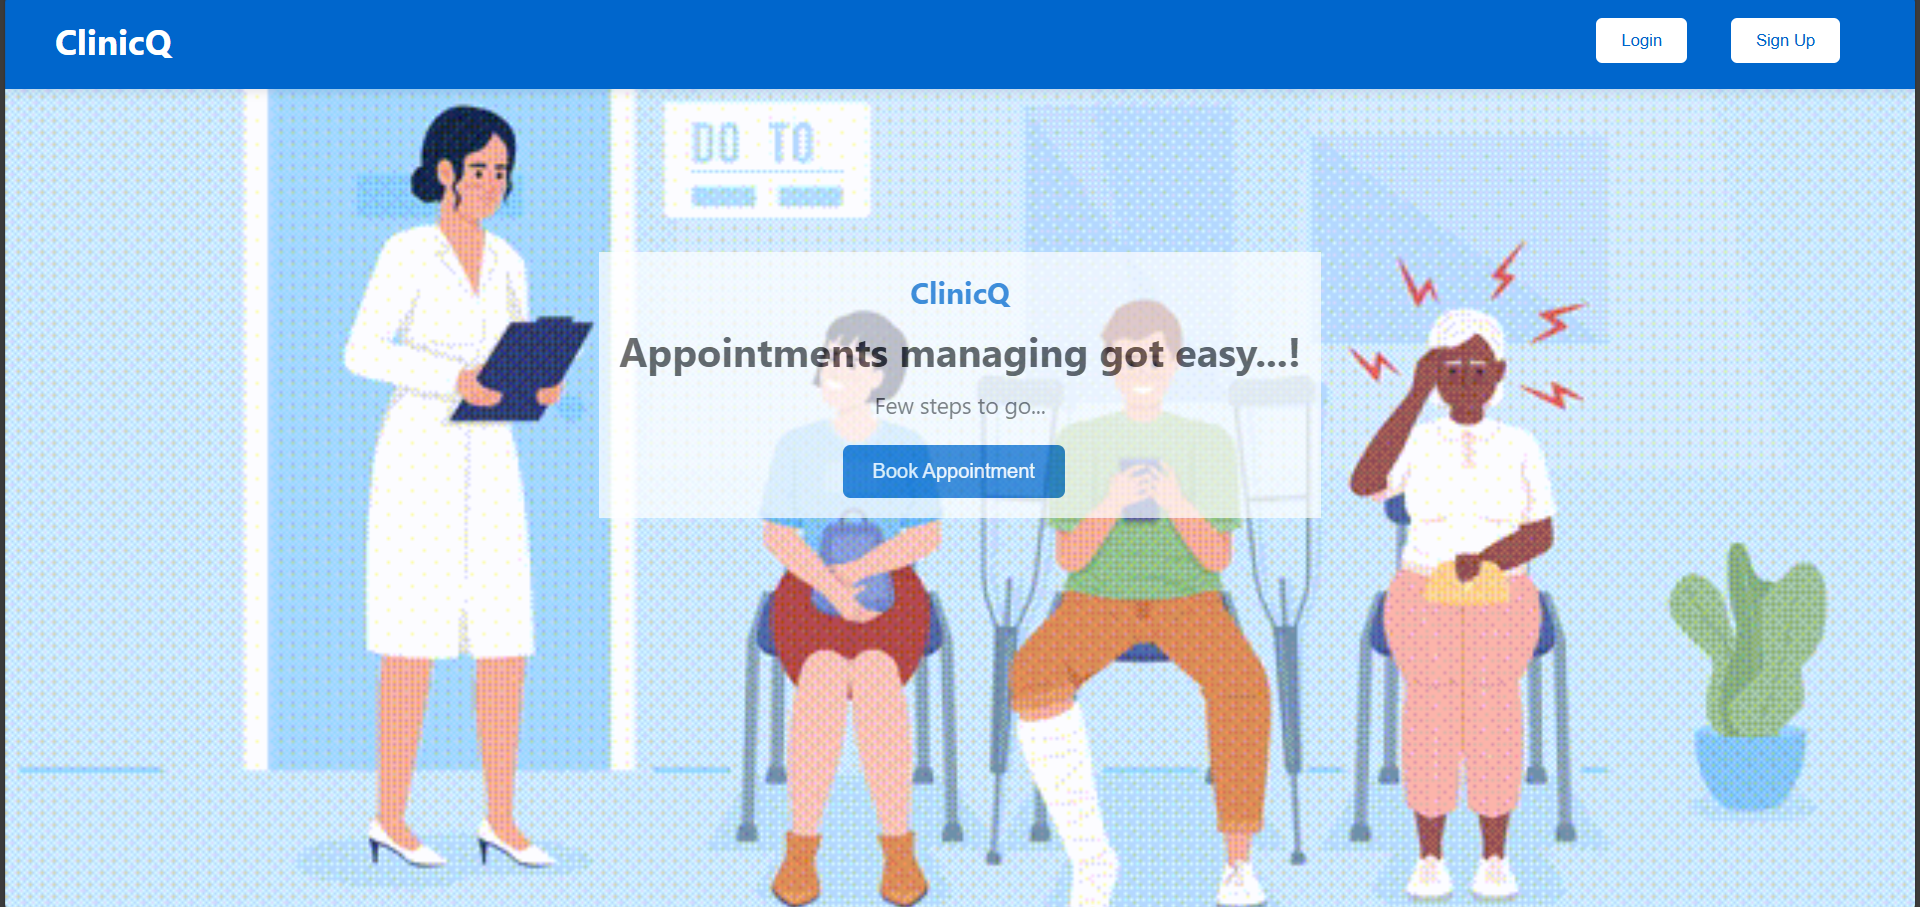 ClinicQ
Login
Sign Up
DO TO
ClinicQ
Appointments managing got easy...!
Few steps to go...
Book Appointment